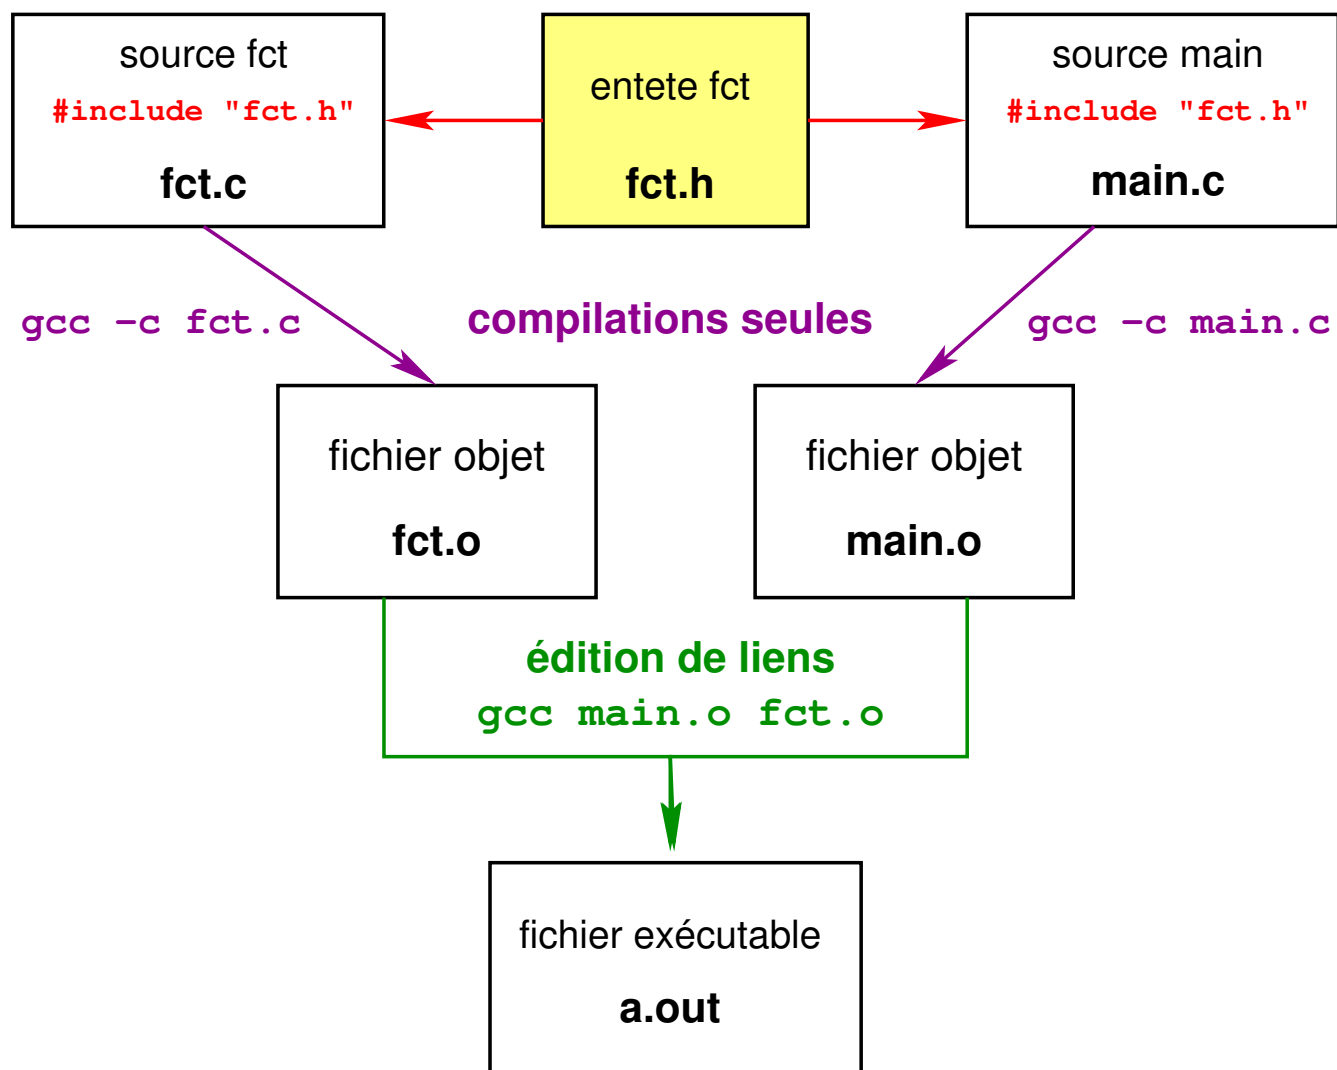 source fct
#include "fct.h"
fct.c
entete fct
fct.h
source main
#include "fct.h"
main.c
gcc −c fct.c
compilations seules
gcc −c main.c
fichier objet
fct.o
fichier objet
main.o
édition de liens
gcc main.o fct.o
fichier exécutable
a.out